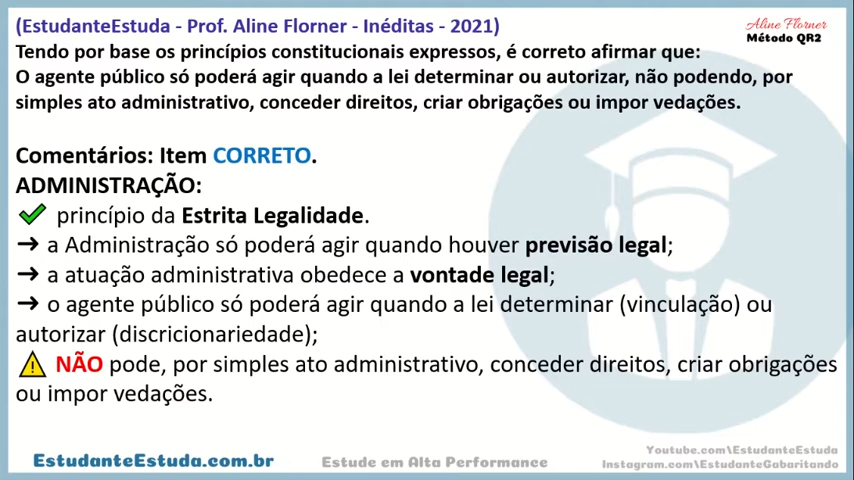 (EstudanteEstuda - Prof. Aline Florner - Inéditas - 2021)
Aline Florner
Método QR2
Tendo por base os princípios constitucionais expressos, é correto afirmar que:
O agente público só poderá agir quando a lei determinar ou autorizar, não podendo, por
simples ato administrativo, conceder direitos, criar obrigações ou impor vedações.
Comentários: Item CORRETO.
ADMINISTRAÇÃO:
✔ princípio da Estrita Legalidade.
➔ a Administração só poderá agir quando houver previsão legal;
➔ a atuação administrativa obedece a vontade legal;
➔ o agente público só poderá agir quando a lei determinar (vinculação) ou
autorizar (discricionariedade);
⚠ NÃO pode, por simples ato administrativo, conceder direitos, criar obrigações
ou impor vedações.
EstudanteEstuda.com.br
Estude em Alta Performance
Youtube.com\EstudanteEstuda
Instagram.com/EstudanteGabaritando